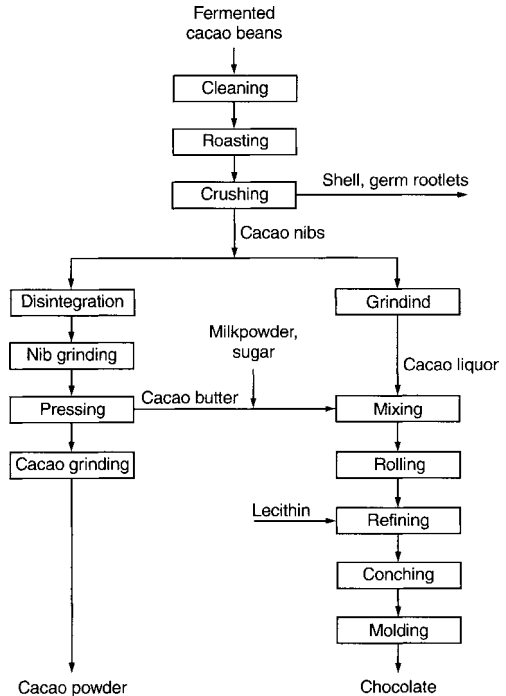 Fermented
cacao beans
Cleaning
Roasting
Crushing
Shell, germ rootlets
Cacao nibs
Disintegration
Grindind
Nib grinding
Milkpowder,
sugar
Cacao liquor
Pressing
Cacao butter
Mixing
Cacao grinding
Rolling
Lecithin
Refining
Conching
Molding
Cacao powder
Chocolate